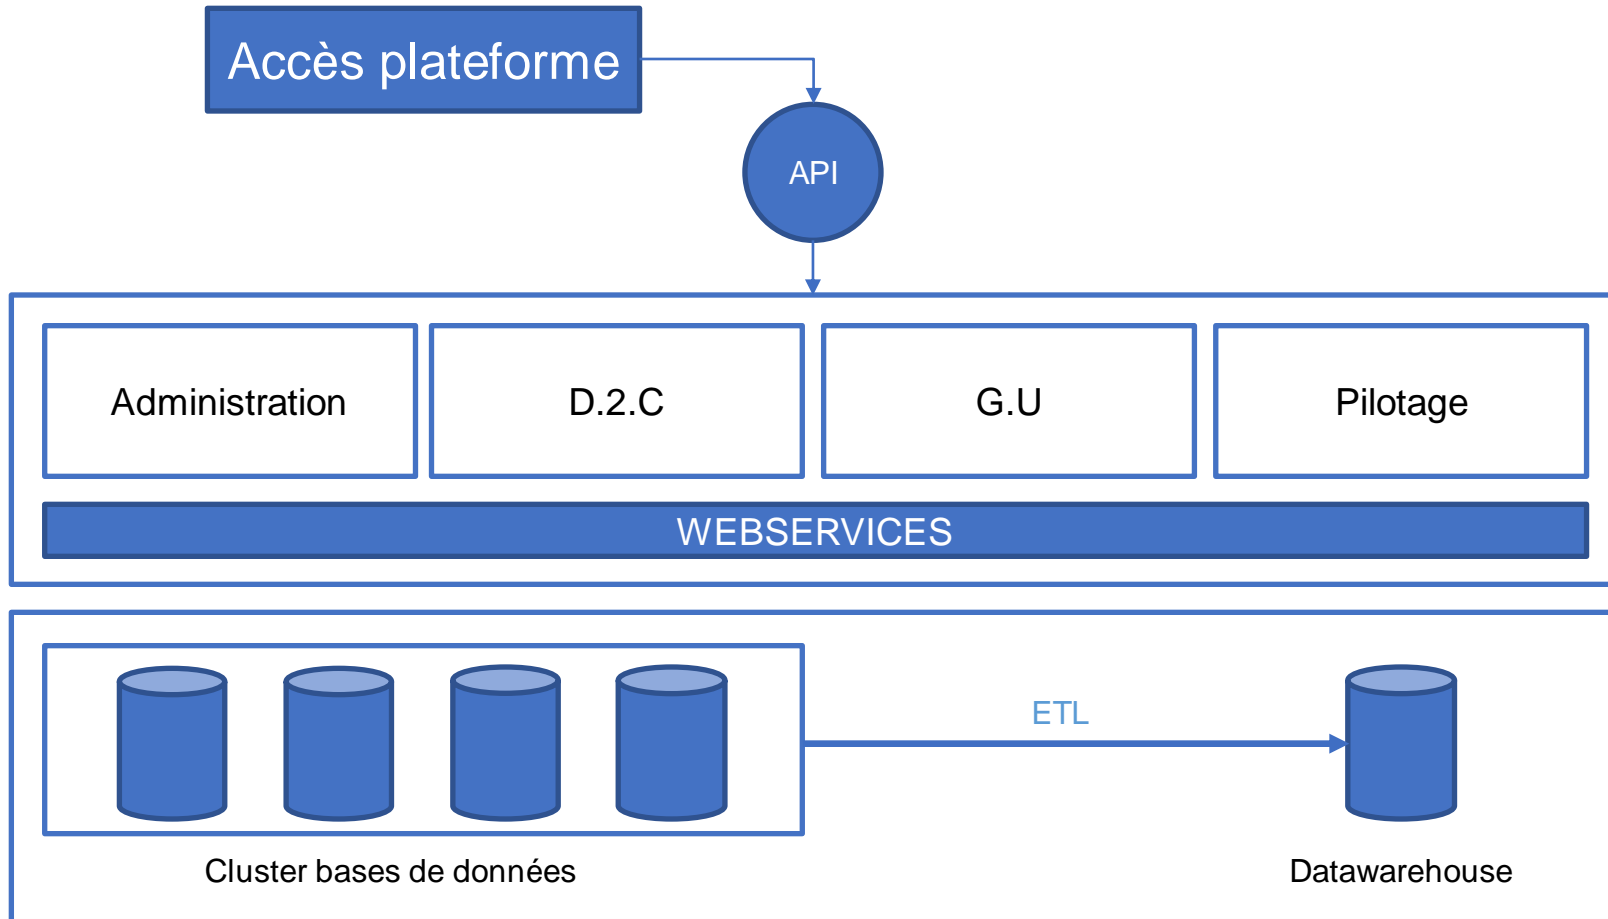 Accès plateforme
API
Administration
D.2.C
G.U
Pilotage
WEBSERVICES
ETL
Cluster bases de données
Datawarehouse